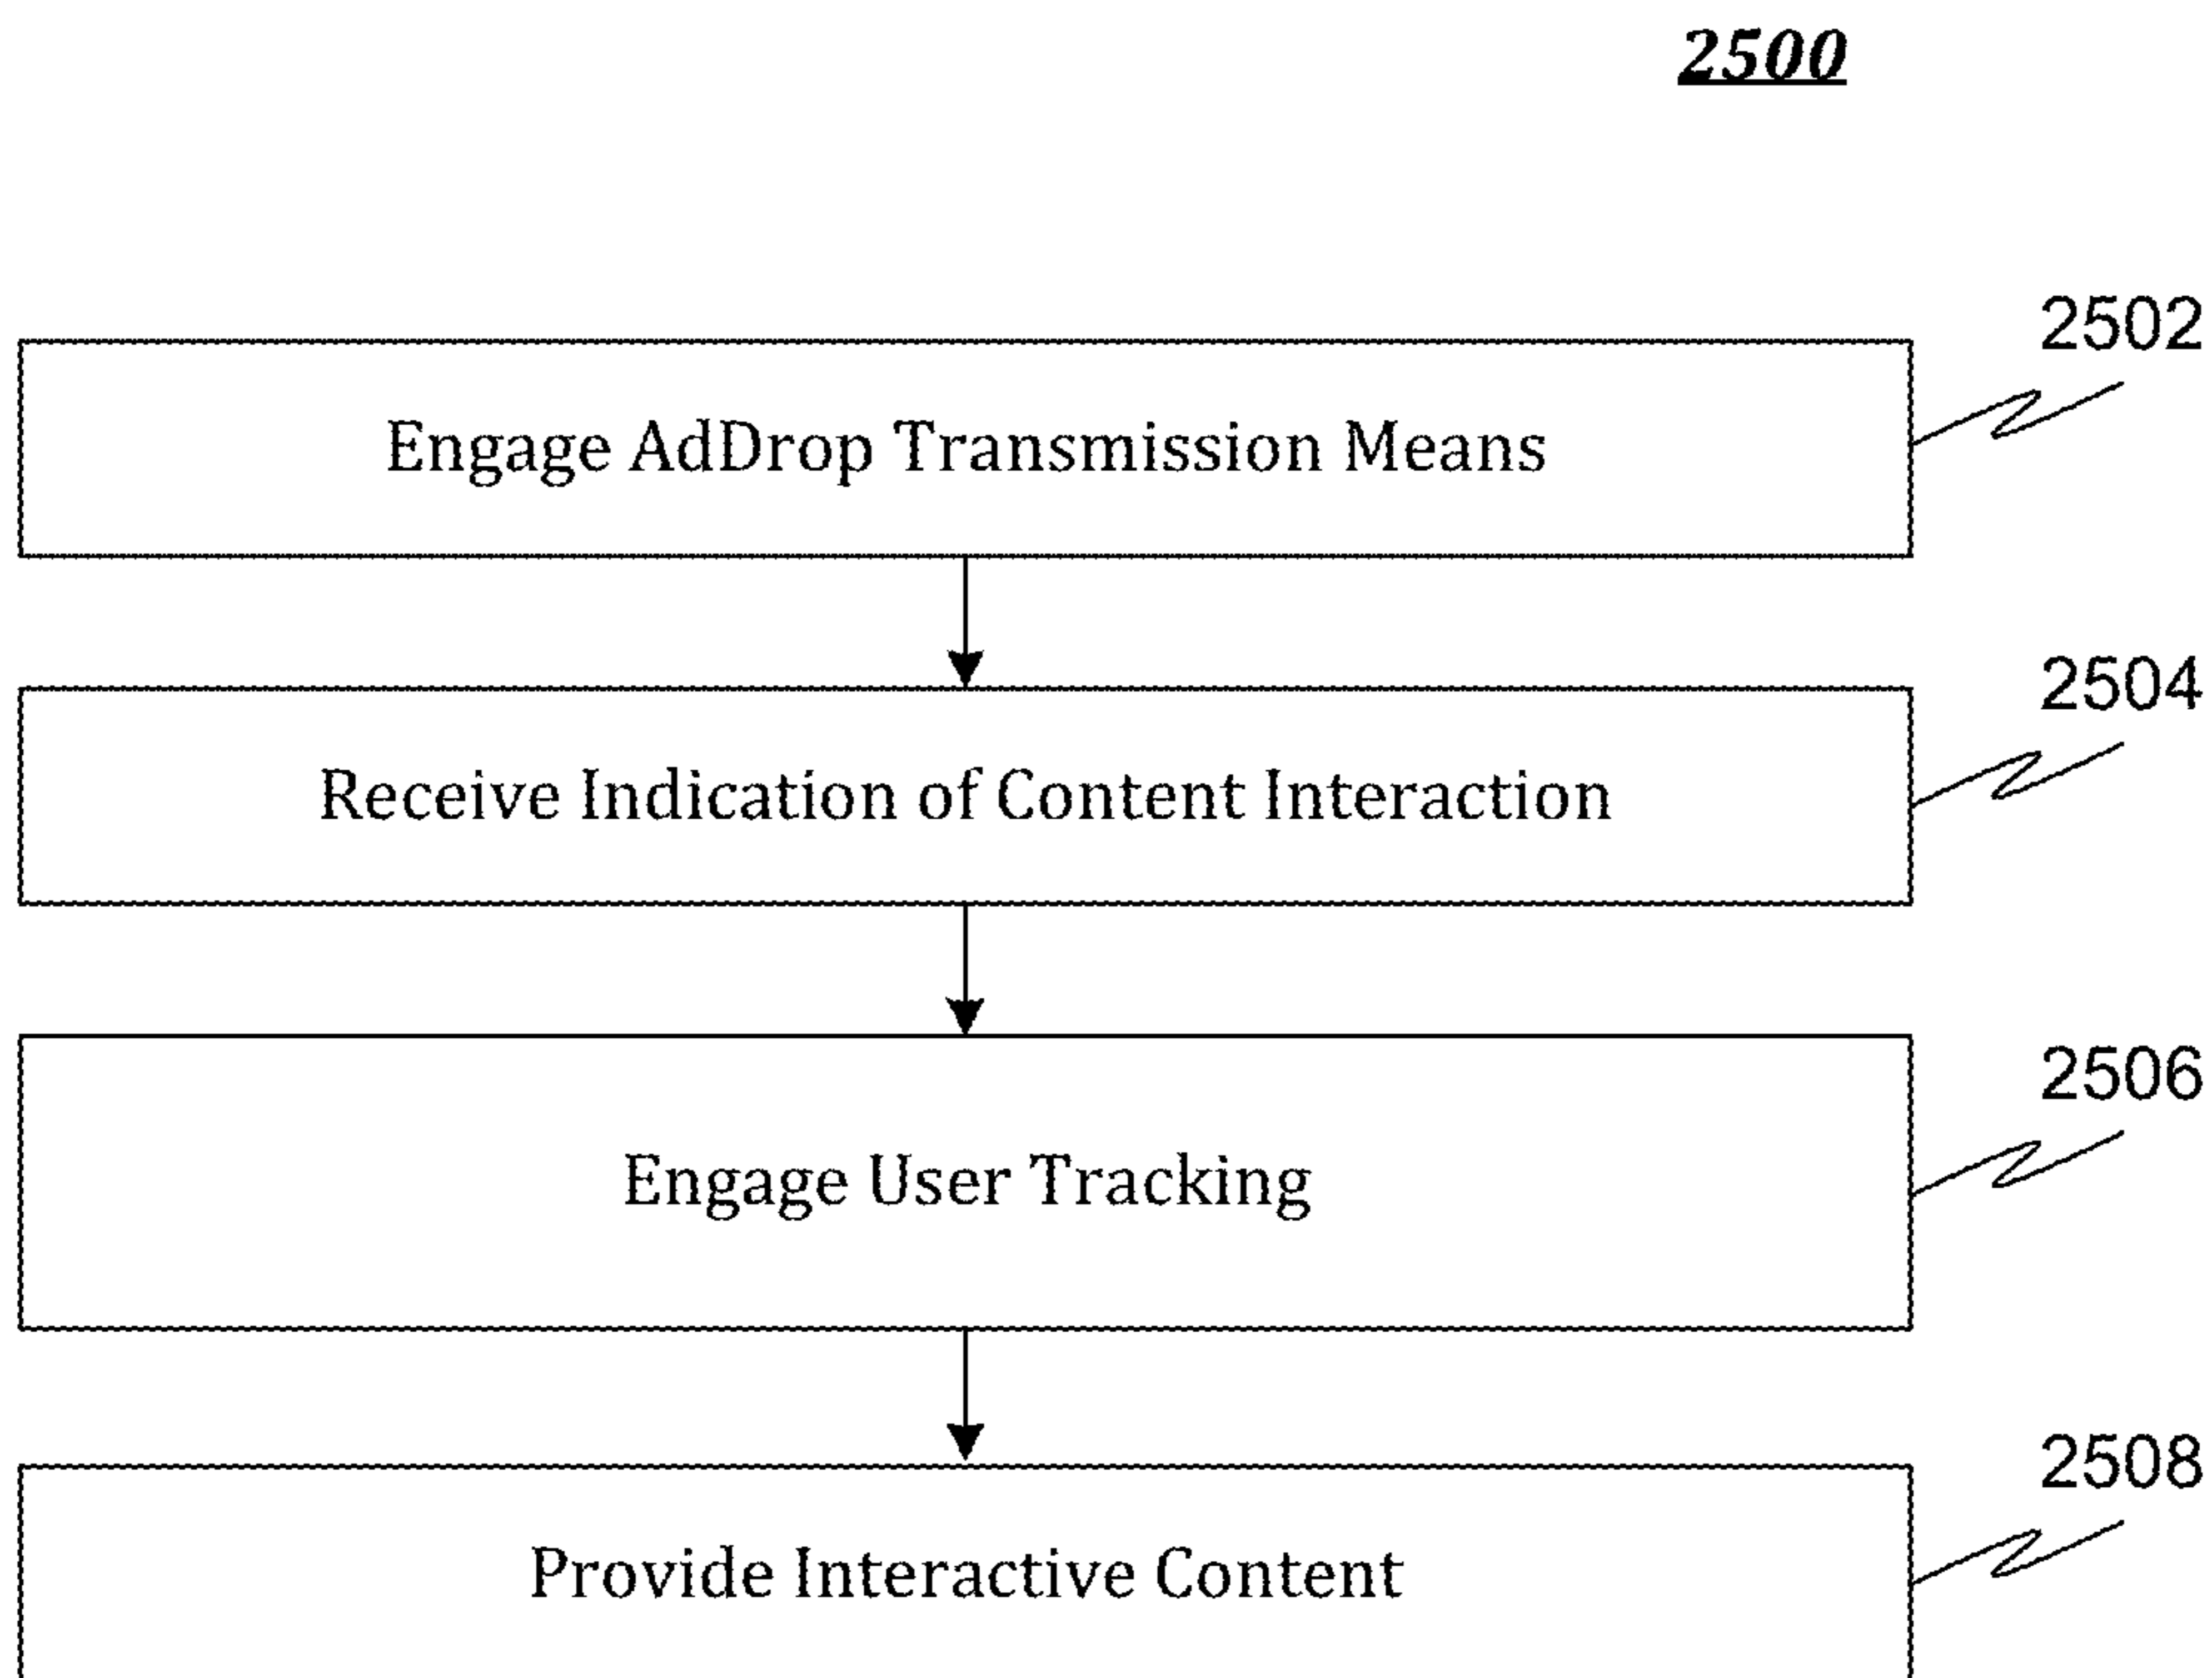 2500
2502
Engage AdDrop Transmission Means
2504
Receive Indication of Content Interaction
2506
Engage User Tracking
2508
Provide Interactive Content